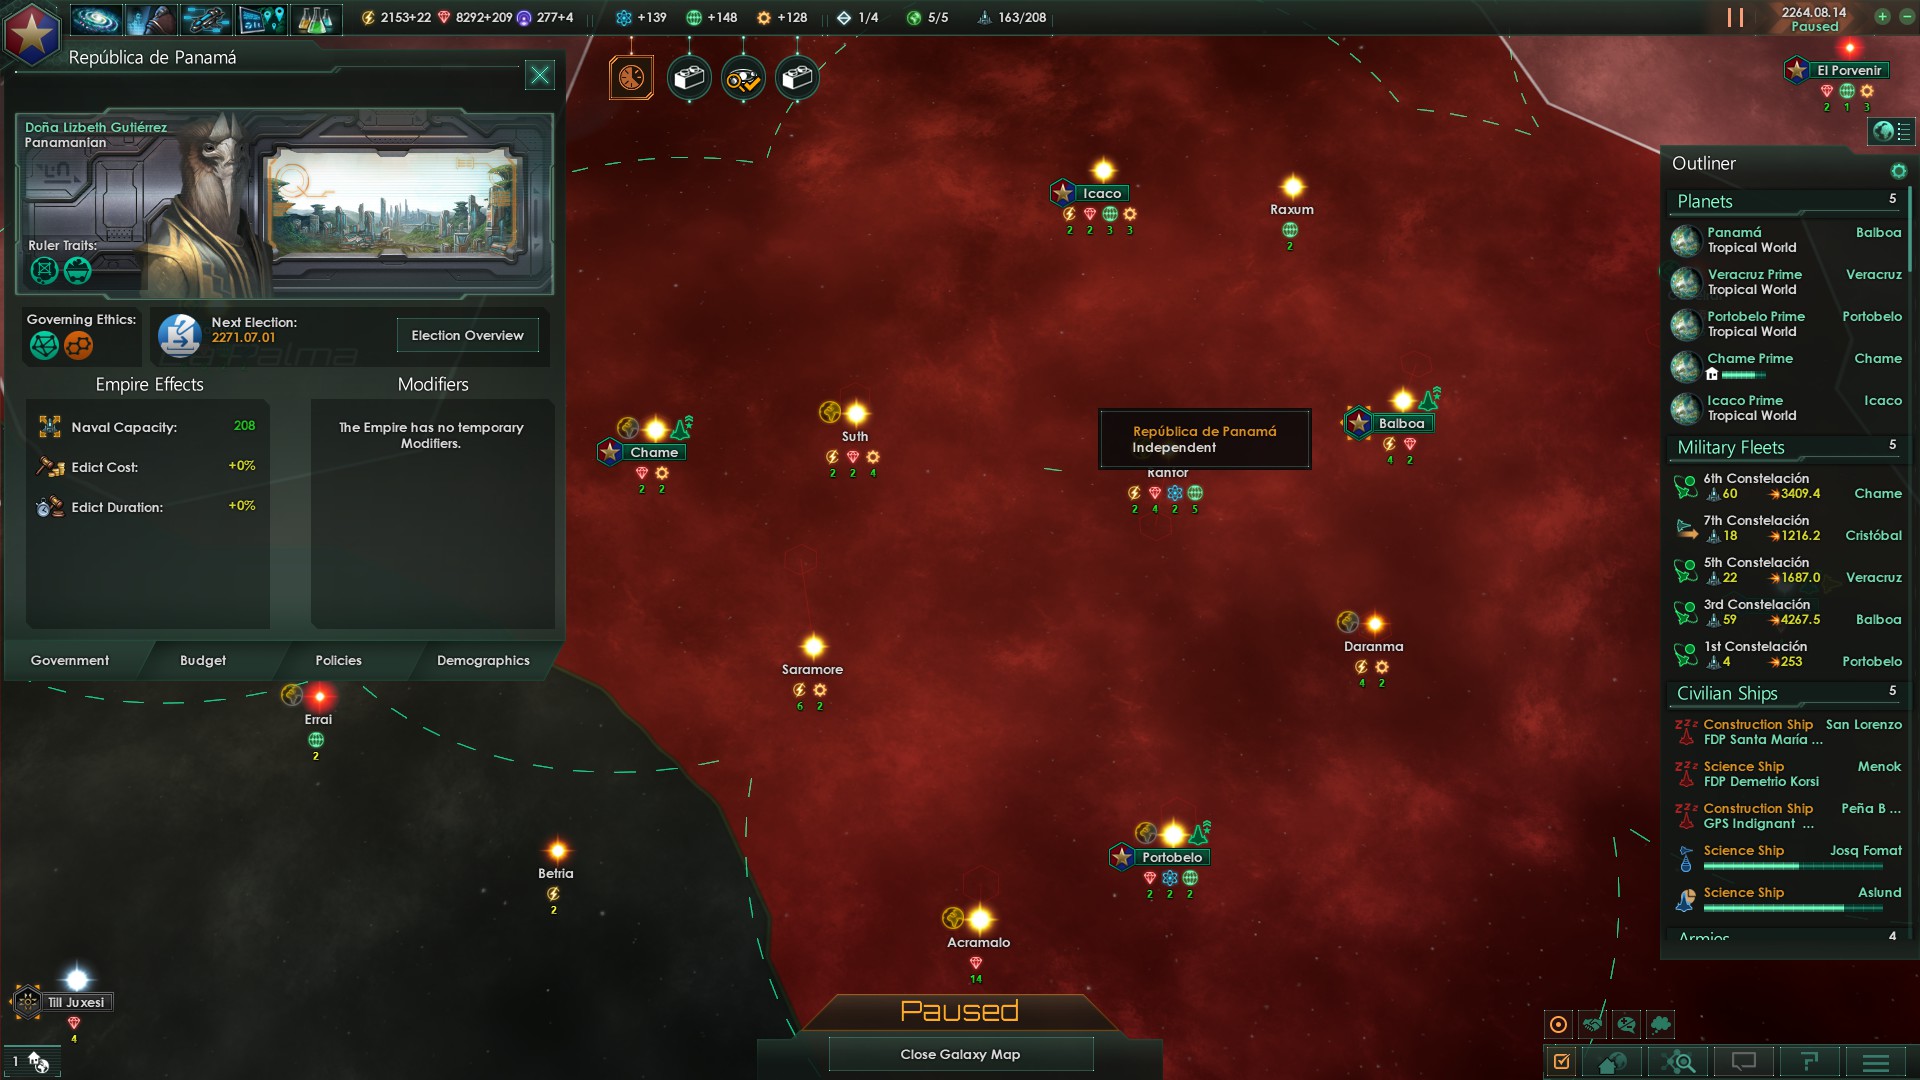 2153+22 8292+209 277+4 +139 +148 +128 1/4 5/5 163/208
2264.08.14
Paused
República de Panamá
Doña Lizbeth Gutiérrez
Panamanian
Ruler Traits:
Governing Ethics:
Next Election:
2271.07.01
Election Overview
Empire Effects
Modifiers
Naval Capacity: 208
Edict Cost: +0%
Edict Duration: +0%
The Empire has no temporary
Modifiers.
Government
Budget
Policies
Demographics
El Porvenir
2 1 3
Icaco
2 2 3 3
Raxum
2
Chame
2 2
Suth
2 2 4
República de Panamá
Independent
Rantor
2 4 2 5
Balboa
4 2
Saramore
6 2
Daranma
4 2
Errai
2
Betria
2
Portobelo
2 2 2
Acramalo
14
Till Juxesi
4
1
Paused
Close Galaxy Map
Outliner
Planets 5
Panamá Balboa
Tropical World
Veracruz Prime Veracruz
Tropical World
Portobelo Prime Portobelo
Tropical World
Chame Prime Chame
Icaco Prime Icaco
Tropical World
Military Fleets 5
6th Constelación
60 3409.4 Chame
7th Constelación
18 1216.2 Cristóbal
5th Constelación
22 1687.0 Veracruz
3rd Constelación
59 4267.5 Balboa
1st Constelación
4 253 Portobelo
Civilian Ships 5
Construction Ship San Lorenzo
FDP Santa María ...
Science Ship Menok
FDP Demetrio Korsi
Construction Ship Peña B ...
GPS Indignant ...
Science Ship Josq Fomat
Science Ship Aslund
Armies 4